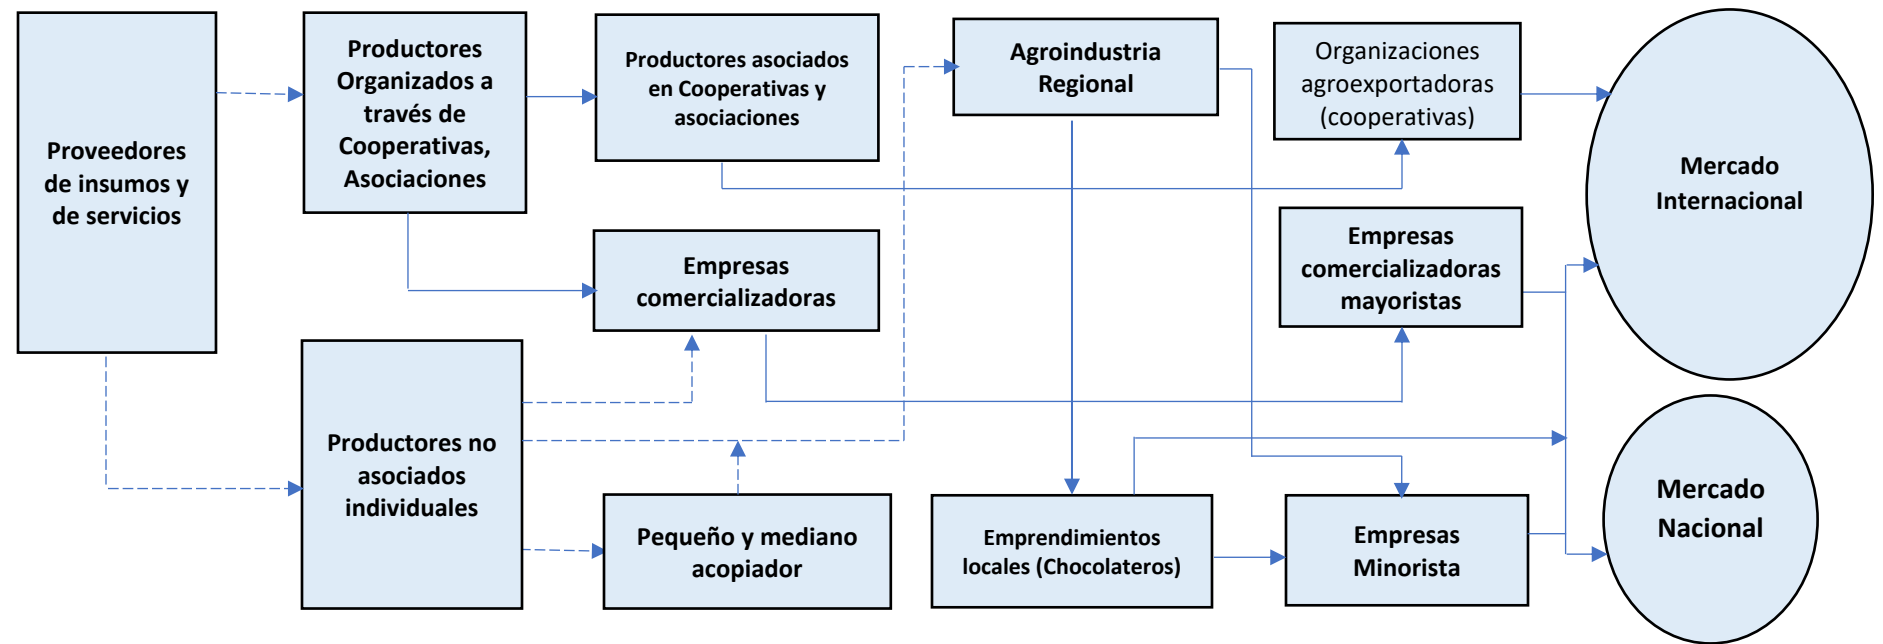 Proveedores
de insumos y
de servicios
Productores
Organizados a
través de
Cooperativas,
Asociaciones
Productores asociados
en Cooperativas y
asociaciones
Empresas
comercializadoras
Productores no
asociados
individuales
Pequeño y mediano
acopiador
Agroindustria
Regional
Emprendimientos
locales (Chocolateros)
Organizaciones
agroexportadoras
(cooperativas)
Empresas
comercializadoras
mayoristas
Empresas
Minorista
Mercado
Internacional
Mercado
Nacional